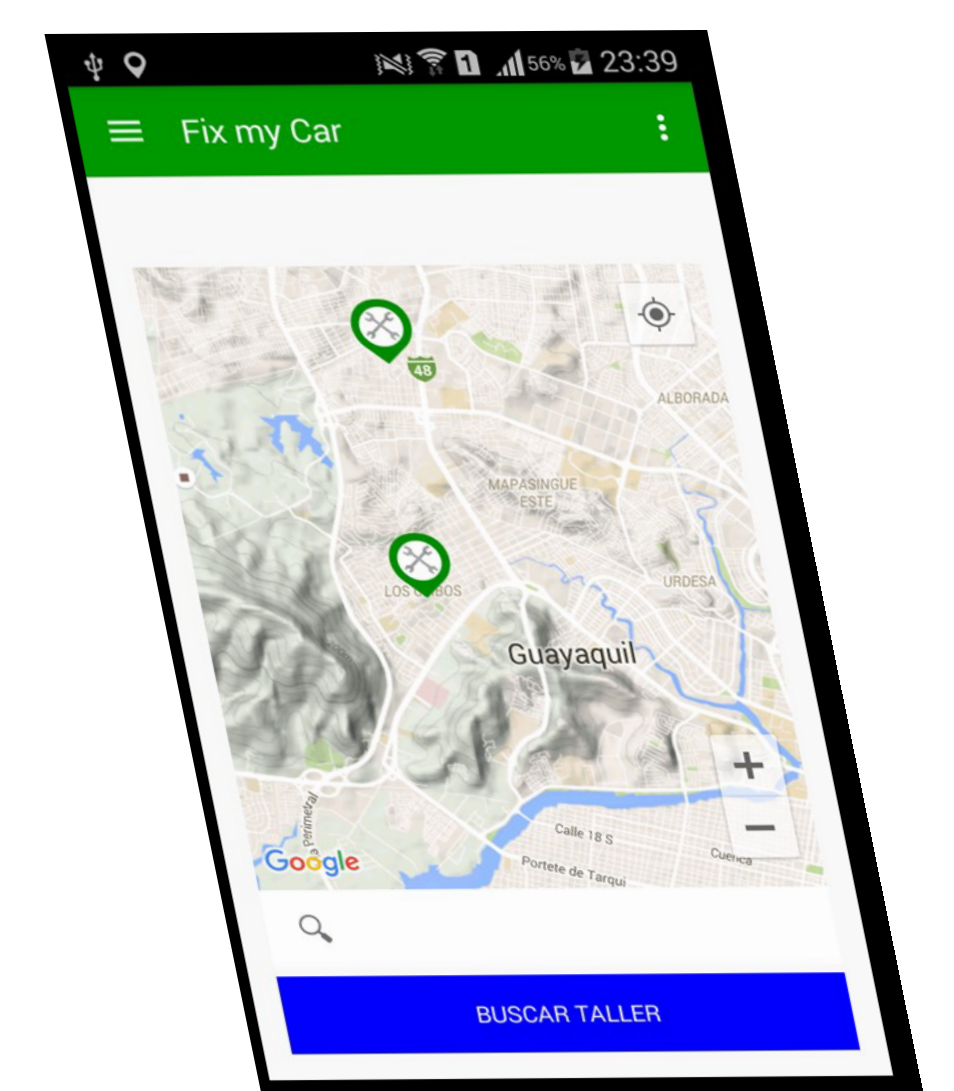 1 56% 23:39
Fix my Car
48
ALBORADA
MAPASINGUE
ESTE
URDESA
Guayaquil
Calle 18 S
Cuenca
Portete de Tarqui
Perimetral
Google
BUSCAR TALLER